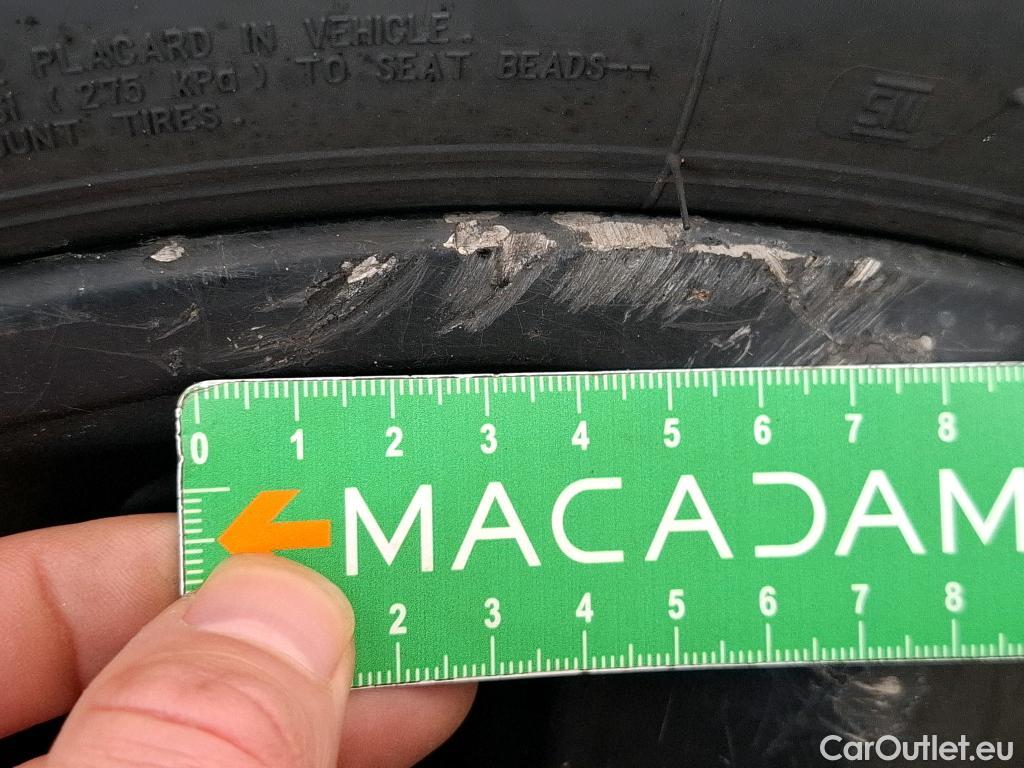 PLACARD IN VEHICLE.
(275 KPa) TO SEAT BEADS--
TIRES.
0 1 2 3 4 5 6 7 8
MACADAM
2 3 4 5 6 7 8
CarOutlet.eu